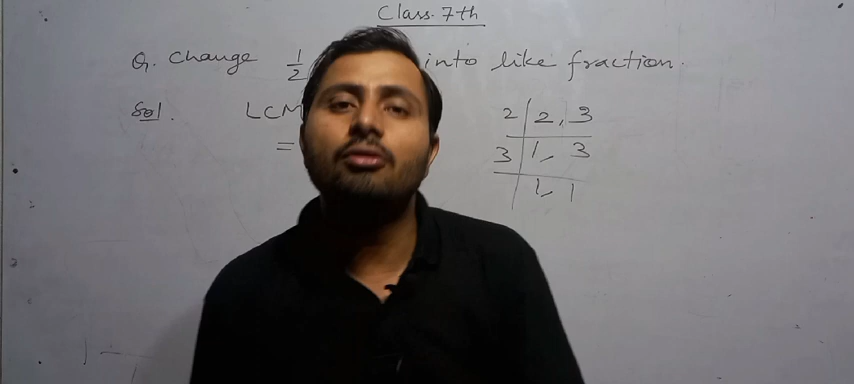 Class. 7th
Q. Change 1/2 into like fraction.
Sol. LCM
=
2 | 2, 3
3 | 1, 3
1, 1